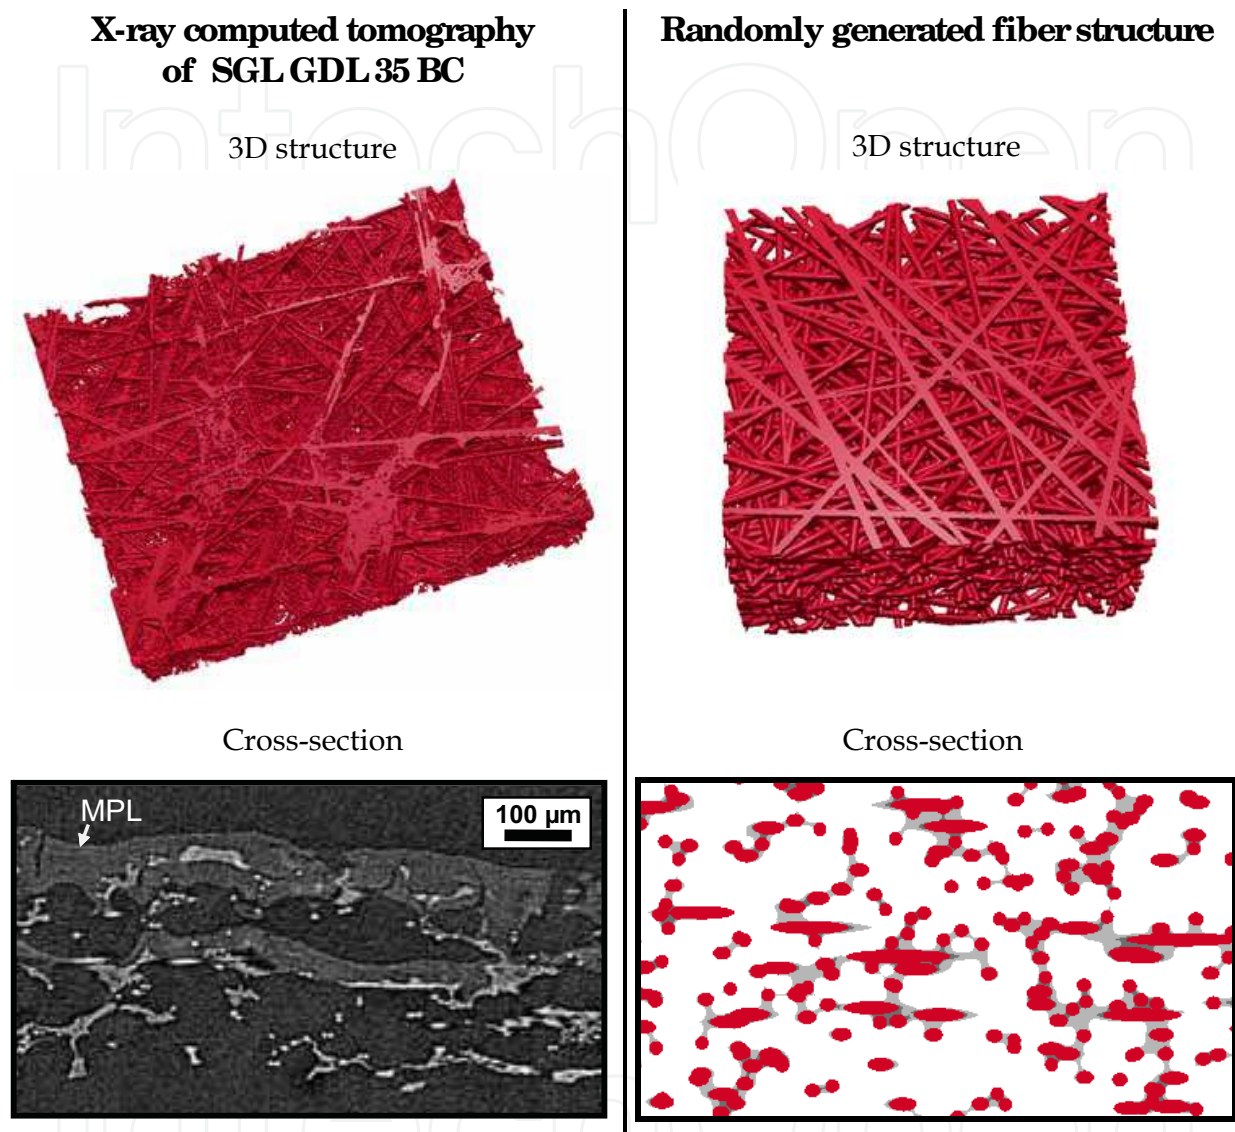 X-ray computed tomography
of SGL GDL 35 BC
3D structure
Cross-section
MPL
100 µm
Randomly generated fiber structure
3D structure
Cross-section
IntechOpen